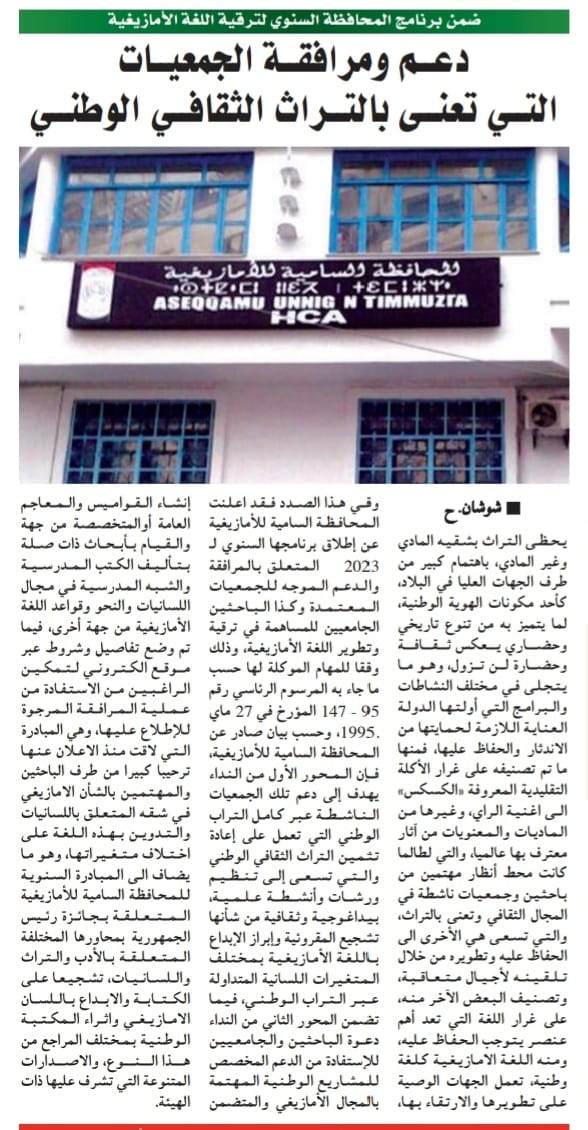 ضمن برنامج المحافظة السنوي لترقية اللغة الأمازيغية
دعم ومرافقة الجمعيات
التي تعنى بالتراث الثقافي الوطني
المحافظة السامية للأمازيغية
ASEQQAMU UNNIG N TIMMUZɣA
HCA
■ شوشان.ح
يحظى التراث بشقيه المادي
وغير المادي، باهتمام كبير من
طرف الجهات العليا في البلاد،
كأحد مكونات الهوية الوطنية،
لما يتميز به من تنوع تاريخي
وحضاري يعكس ثقافة
وحضارة لن تزول، وهو ما
يتجلى في مختلف النشاطات
والبرامج التي أولتها الدولة
العناية اللازمة لحمايتها من
الاندثار والحفاظ عليها، فمنها
ما تم تصنيفه على غرار الأكلة
التقليدية المعروفة «الكسكس»
الى اغنية الراي، وغيرها من
الماديات والمعنويات من آثار
معترف بها عالميا، والتي لطالما
كانت محط أنظار مهتمين من
باحثين وجمعيات ناشطة في
المجال الثقافي وتعنى بالتراث،
والتي تسعى هي الأخرى الى
الحفاظ عليه وتطويره من خلال
تلقينه لأجيال متعاقبة،
وتصنيف البعض الآخر منه،
على غرار اللغة التي تعد أهم
عنصر يتوجب الحفاظ عليه،
ومنه اللغة الامازيغية كلغة
وطنية، تعمل الجهات الوصية
على تطويرها والارتقاء بها،
وفي هذا الصدد فقد اعلنت
المحافظة السامية للأمازيغية
عن إطلاق برنامجها السنوي لـ
2023 المتعلق بالمرافقة
والدعم الموجه للجمعيات
المعتمدة وكذا الباحثين
الجامعيين للمساهمة في ترقية
وتطوير اللغة الأمازيغية، وذلك
وفقا للمهام الموكلة لها حسب
ما جاء به المرسوم الرئاسي رقم
95 - 147 المؤرخ في 27 ماي
1995.، وحسب بيان صادر عن
المحافظة السامية للأمازيغية،
فإن المحور الأول من النداء
يهدف إلى دعم تلك الجمعيات
الناشطة عبر كامل التراب
الوطني التي تعمل على إعادة
تثمين التراث الثقافي الوطني
والتي تسعى إلى تنظيم
ورشات وأنشطة علمية،
بيداغوجية وثقافية من شأنها
تشجيع المقروئية وإبراز الإبداع
باللغة الأمازيغية بمختلف
المتغيرات اللسانية المتداولة
عبر التراب الوطني، فيما
تضمن المحور الثاني من النداء
دعوة الباحثين والجامعيين
للإستفادة من الدعم المخصص
للمشاريع الوطنية المهتمة
بالمجال الأمازيغي والمتضمن
إنشاء القواميس والمعاجم
العامة أوالمتخصصة من جهة
والقيام بأبحاث ذات صلة
بتأليف الكتب المدرسية
والشبه المدرسية في مجال
اللسانيات والنحو وقواعد اللغة
الأمازيغية من جهة أخرى، فيما
تم وضع تفاصيل وشروط عبر
موقع الكتروني لتمكين
الراغبين من الاستفادة من
عملية المرافقة المرجوة
للإطلاع عليها، وهي المبادرة
التي لاقت منذ الاعلان عنها
ترحيبا كبيرا من طرف الباحثين
والمهتمين بالشأن الامازيغي
في شقه المتعلق باللسانيات
والتدوين بهذه اللغة على
اختلاف متغيراتها، وهو ما
يضاف الى المبادرة السنوية
للمحافظة السامية للأمازيغية
المتعلقة بجائزة رئيس
الجمهورية بمحاورها المختلفة
المتعلقة بالأدب والتراث
واللسانيات، تشجيعا على
الكتابة والابداع باللسان
الامازيغي واثراء المكتبة
الوطنية بمختلف المراجع من
هذا النوع، والاصدارات
المتنوعة التي تشرف عليها ذات
الهيئة.